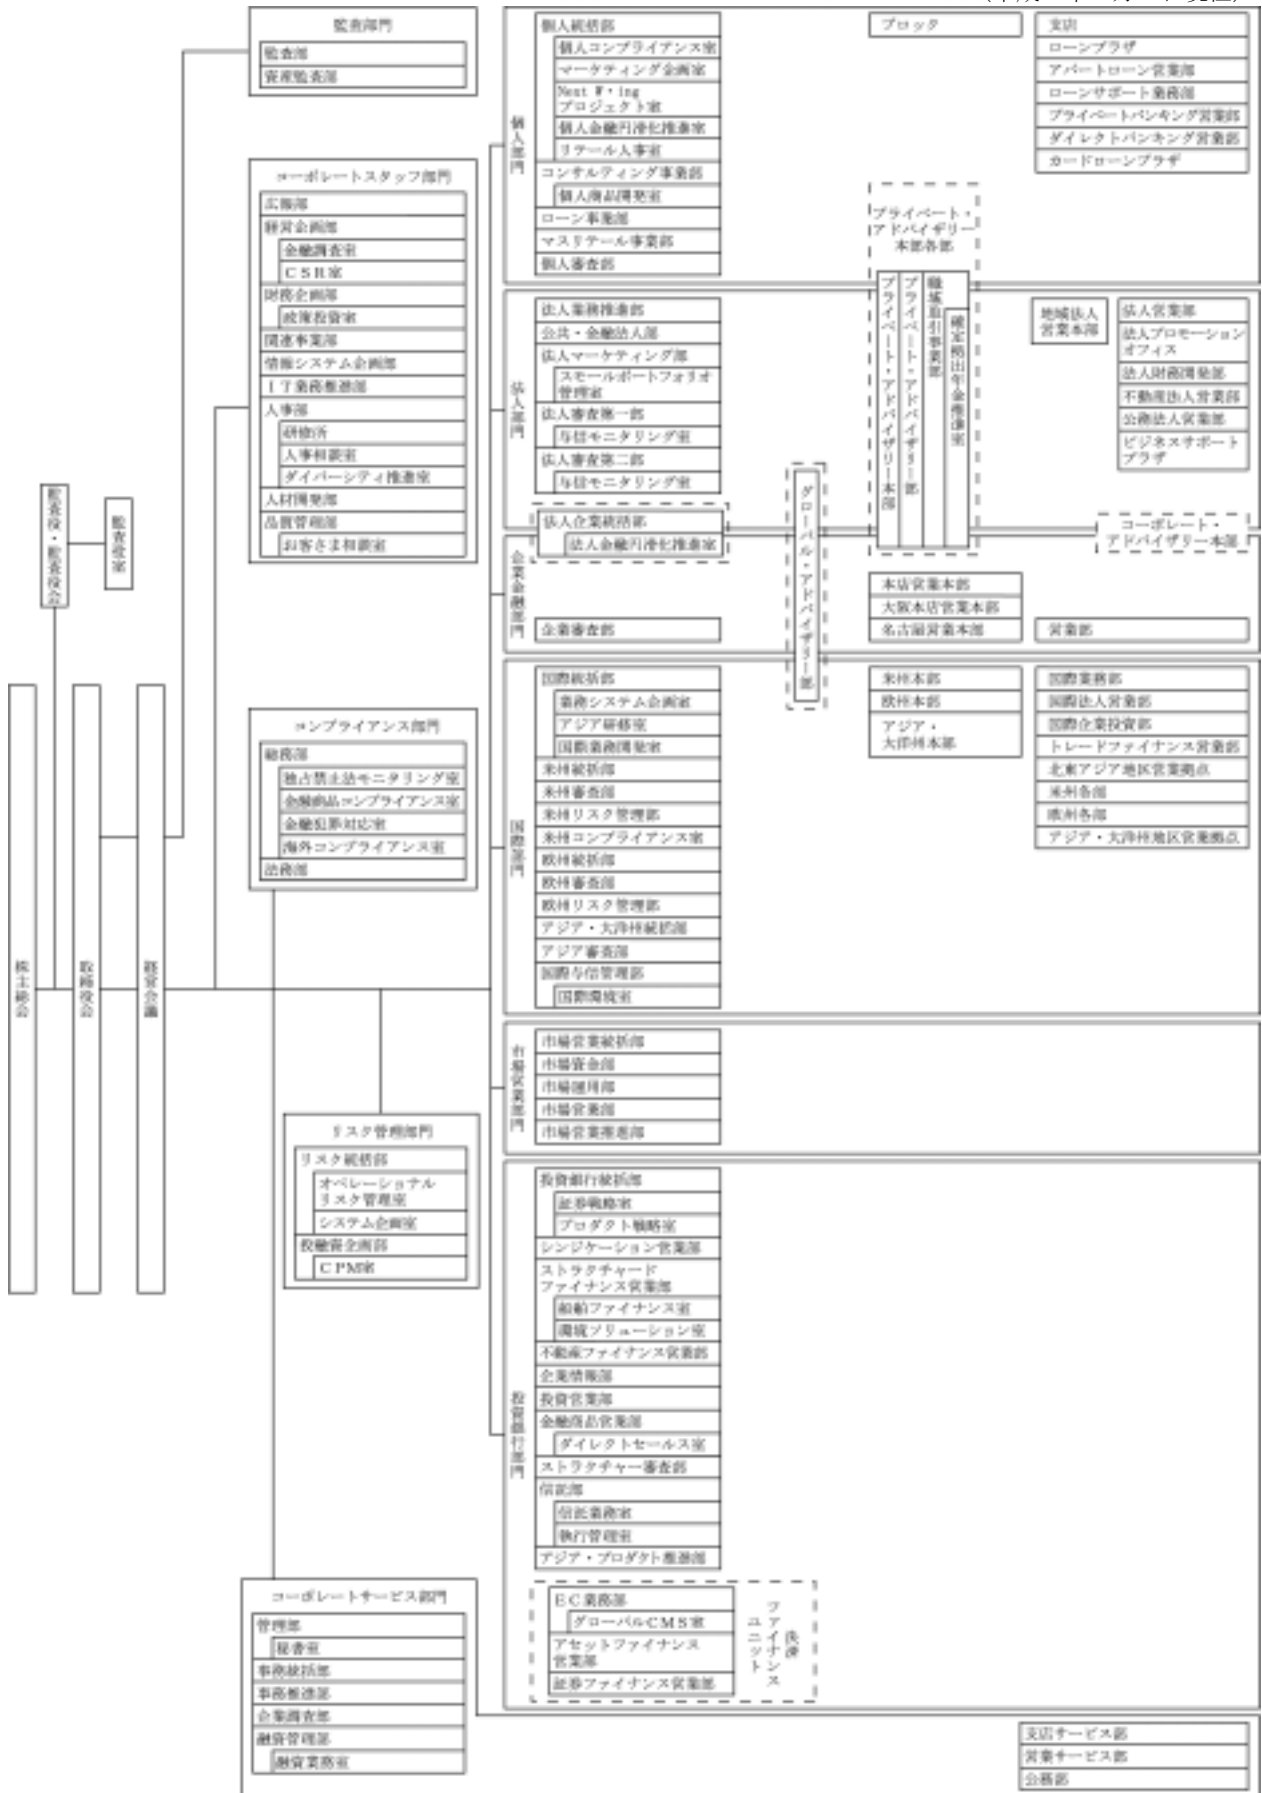 監査部門
監査部
資産監査部
コーポレートスタッフ部門
広報部
経営企画部
金融調査室
CSR室
財務企画部
政策投資室
関連事業部
情報システム企画部
IT業務推進部
人事部
研修所
人事相談室
ダイバーシティ推進室
人材開発部
品質管理部
お客さま相談室
監査役・監査役会
監査役室
株主総会
取締役会
経営会議
コンプライアンス部門
総務部
独占禁止法モニタリング室
金融商品コンプライアンス室
金融犯罪対応室
海外コンプライアンス室
法務部
リスク管理部門
リスク統括部
オペレーショナル
リスク管理室
システム企画室
投融資企画部
CPM室
コーポレートサービス部門
管理部
秘書室
事務統括部
事務推進部
企業調査部
融資管理部
融資業務室
個人部門
個人統括部
個人コンプライアンス室
マーケティング企画室
Next W・ing
プロジェクト室
個人金融円滑化推進室
リテール人事室
コンサルティング事業部
個人商品開発室
ローン事業部
マスリテール事業部
個人審査部
ブロック
支店
ローンプラザ
アパートローン営業部
ローンサポート業務部
プライベートバンキング営業部
ダイレクトバンキング営業部
カードローンプラザ
プライベート・
アドバイザリー
本部各部
プライベート・アドバイザリー本部
プライベート・アドバイザリー部
職域取引事業部
確定拠出年金推進室
法人部門
法人業務推進部
公共・金融法人部
法人マーケティング部
スモールポートフォリオ
管理室
法人審査第一部
与信モニタリング室
法人審査第二部
与信モニタリング室
地域法人
営業本部
法人営業部
法人プロモーション
オフィス
法人財務開発部
不動産法人営業部
公務法人営業部
ビジネスサポート
プラザ
法人企業統括部
法人金融円滑化推進室
グローバル・アドバイザリー部
コーポレート・
アドバイザリー本部
企業金融部門
企業審査部
本店営業本部
大阪本店営業本部
名古屋営業本部
営業部
国際部門
国際統括部
業務システム企画室
アジア研修室
国際業務開発室
米州統括部
米州審査部
米州リスク管理部
米州コンプライアンス室
欧州統括部
欧州審査部
欧州リスク管理部
アジア・大洋州統括部
アジア審査部
国際与信管理部
国際環境室
米州本部
欧州本部
アジア・
大洋州本部
国際業務部
国際法人営業部
国際企業投資部
トレードファイナンス営業部
北東アジア地区営業拠点
米州各部
欧州各部
アジア・大洋州地区営業拠点
市場営業部門
市場営業統括部
市場資金部
市場運用部
市場営業部
市場営業推進部
投資銀行部門
投資銀行統括部
証券戦略室
プロダクト戦略室
シンジケーション営業部
ストラクチャード
ファイナンス営業部
船舶ファイナンス室
環境ソリューション室
不動産ファイナンス営業部
企業情報部
投資営業部
金融商品営業部
ダイレクトセールス室
ストラクチャー審査部
信託部
信託業務室
執行管理室
アジア・プロダクト推進部
EC業務部
グローバルCMS室
アセットファイナンス
営業部
証券ファイナンス営業部
決済
ファイナンス
ユニット
支店サービス部
営業サービス部
公務部